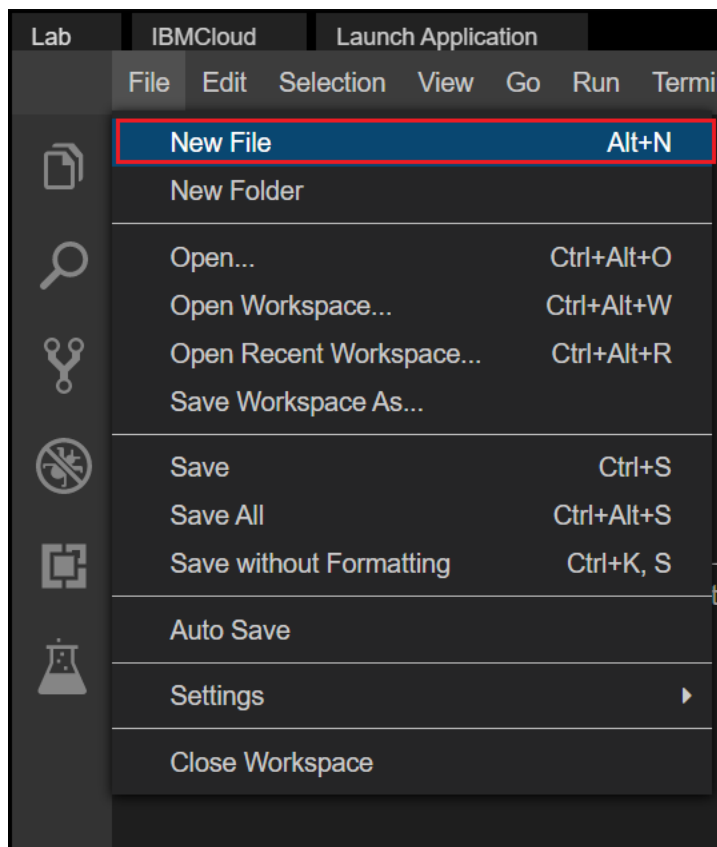 Lab IBMCloud Launch Application
File Edit Selection View Go Run Termi
New File Alt+N
New Folder
Open... Ctrl+Alt+O
Open Workspace... Ctrl+Alt+W
Open Recent Workspace... Ctrl+Alt+R
Save Workspace As...
Save Ctrl+S
Save All Ctrl+Alt+S
Save without Formatting Ctrl+K, S
Auto Save
Settings
Close Workspace